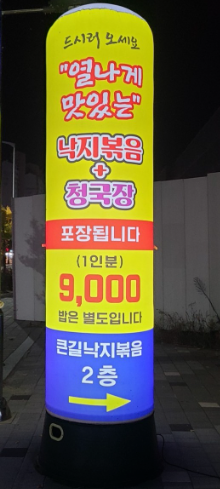 드시러 오세요
"열나게
맛있는"
낙지볶음
+
청국장
포장됩니다
(1인분)
9,000
밥은 별도입니다
큰길낙지볶음
2층